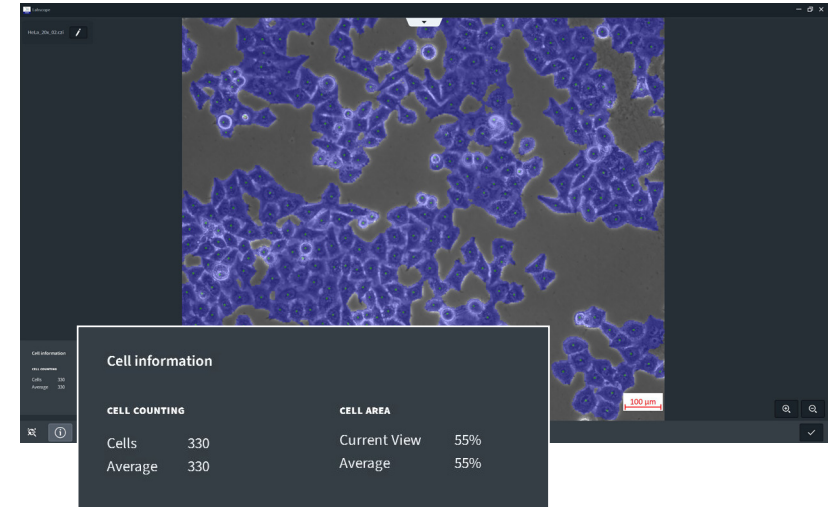 Labscope
HeLa_20x_02.czi
100 µm
Cell information
CELL COUNTING
Cells 330
Average 330
Cell information
CELL COUNTING CELL AREA
Cells 330 Current View 55%
Average 330 Average 55%